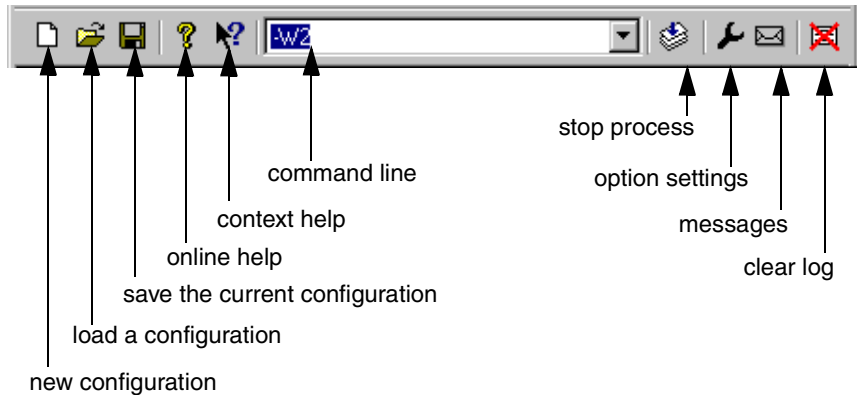 -W2
stop process
command line
option settings
context help
messages
online help
clear log
save the current configuration
load a configuration
new configuration